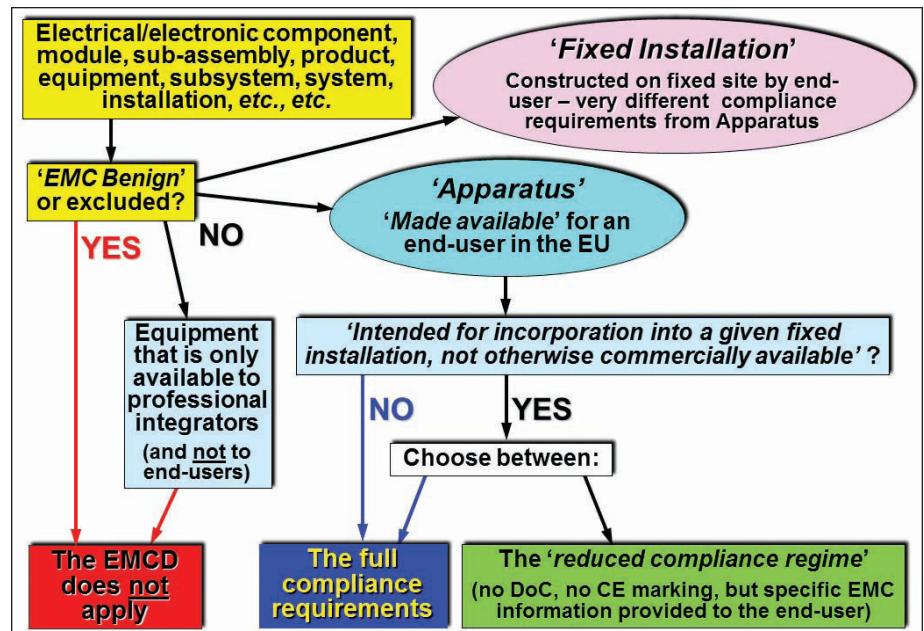 Electrical/electronic component,
module, sub-assembly, product,
equipment, subsystem, system,
installation, etc., etc.
‘Fixed Installation’
Constructed on fixed site by end-
user – very different compliance
requirements from Apparatus
‘EMC Benign’
or excluded?
‘Apparatus’
‘Made available’ for an
end-user in the EU
YES
NO
Equipment
that is only
available to
professional
integrators
(and not to
end-users)
‘Intended for incorporation into a given fixed
installation, not otherwise commercially available’ ?
NO
YES
Choose between:
The EMCD
does not
apply
The full
compliance
requirements
The ‘reduced compliance regime’
(no DoC, no CE marking, but specific EMC
information provided to the end-user)